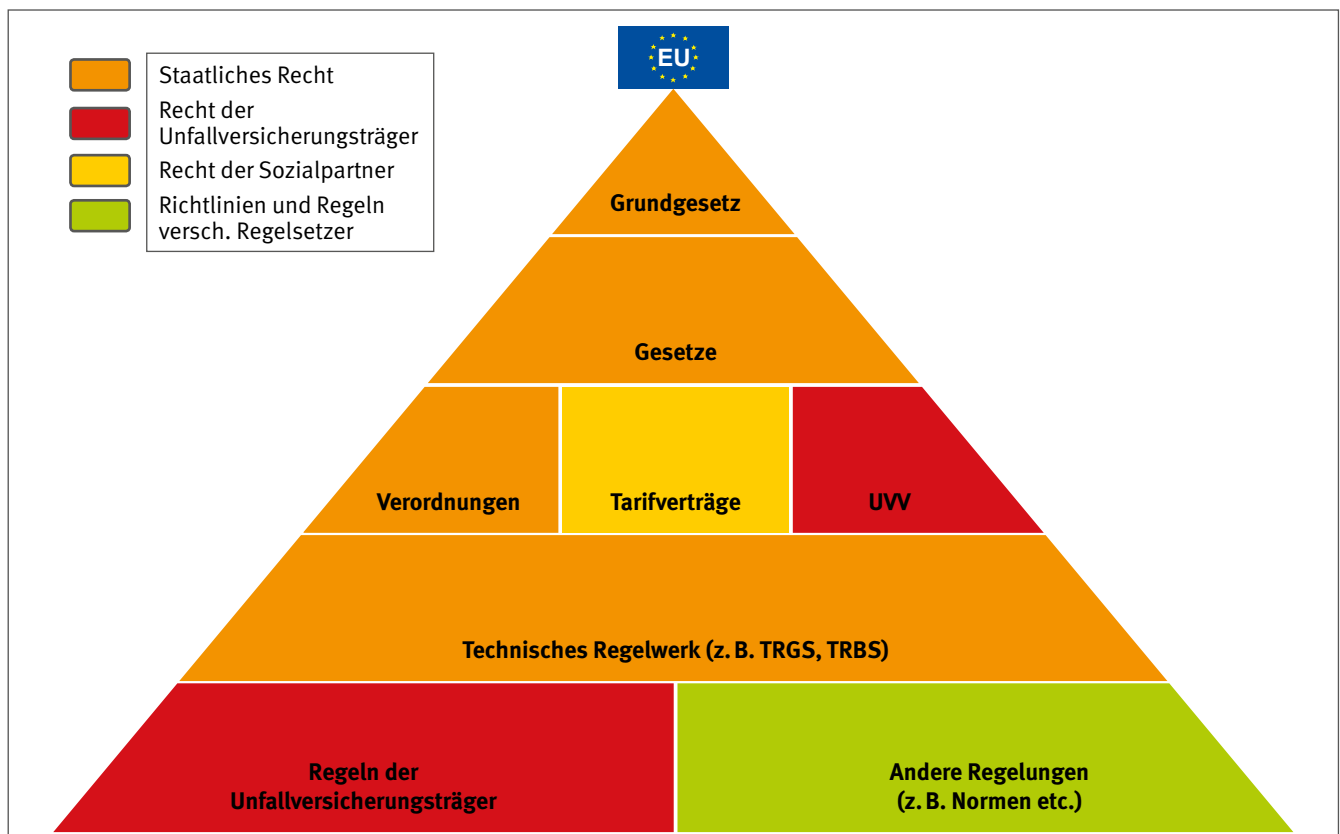 EU
Staatliches Recht
Recht der
Unfallversicherungsträger
Recht der Sozialpartner
Richtlinien und Regeln
versch. Regelsetzer
Grundgesetz
Gesetze
Verordnungen
Tarifverträge
UVV
Technisches Regelwerk (z. B. TRGS, TRBS)
Regeln der
Unfallversicherungsträger
Andere Regelungen
(z. B. Normen etc.)